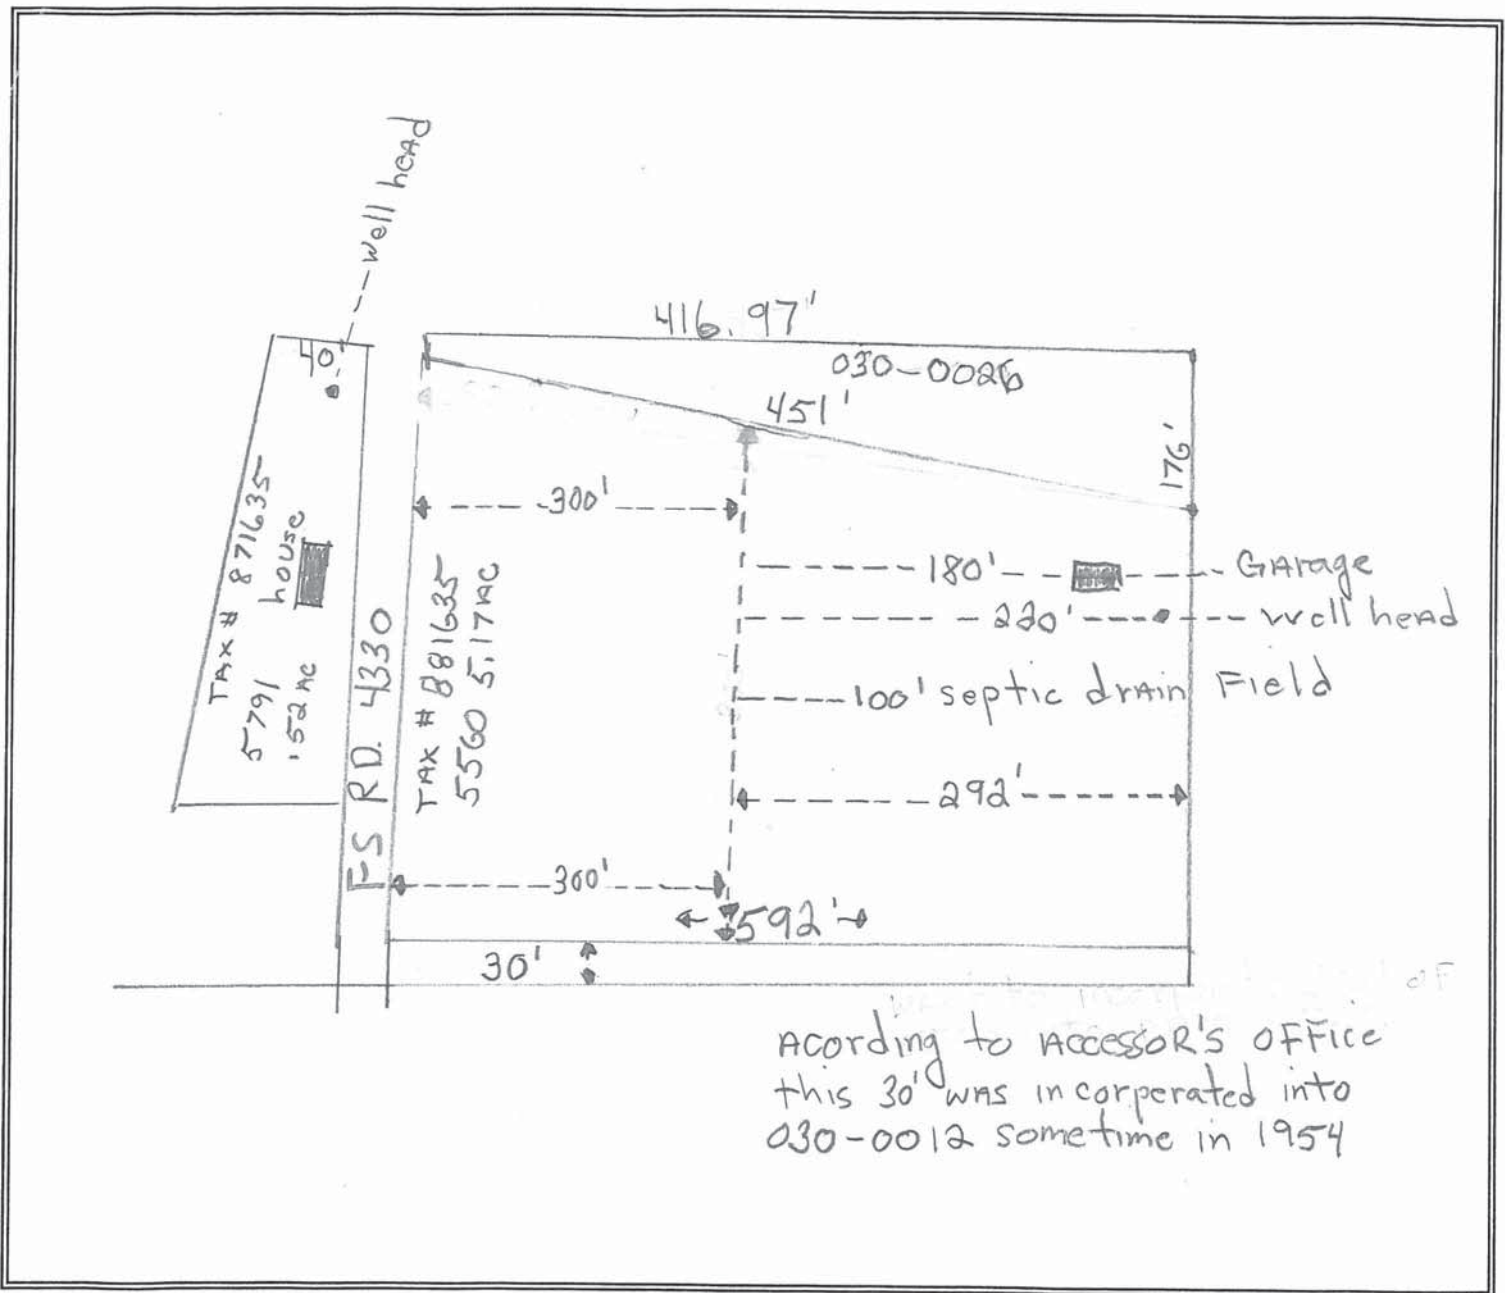 well head
40'
TAX # 871635
house
5791
.152 AC
FS RD. 4330
416.97'
030-0026
451'
176'
300'
TAX # 881635
5560 5.17 AC
180' GArage
220' well head
100' septic drain Field
292'
300'
592'
30'
OF
Acording to Accessor's OFFice
this 30' was incorperated into
030-0012 sometime in 1954